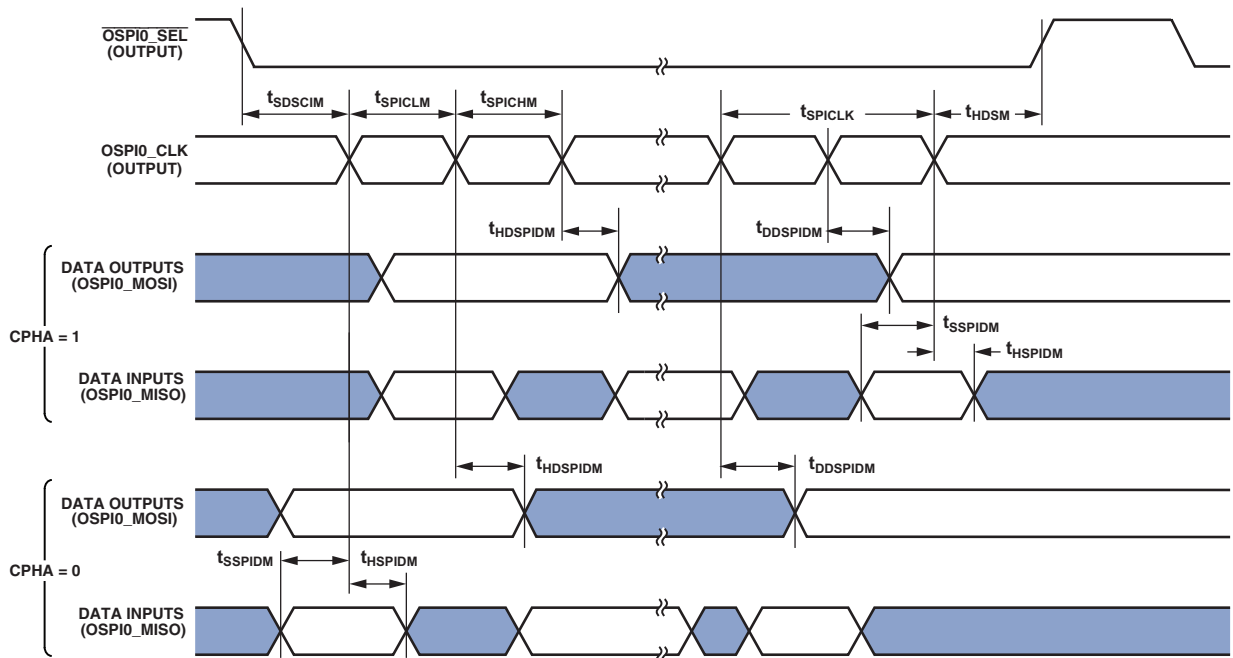 OSPI0_SEL
(OUTPUT)
tSDSCIM
tSPICLM
tSPICHM
tSPICLK
tHDSM
OSPI0_CLK
(OUTPUT)
tHDSPIDM
tDDSPIDM
DATA OUTPUTS
(OSPI0_MOSI)
CPHA = 1
tSSPIDM
tHSPIDM
DATA INPUTS
(OSPI0_MISO)
tHDSPIDM
tDDSPIDM
DATA OUTPUTS
(OSPI0_MOSI)
tSSPIDM
tHSPIDM
CPHA = 0
DATA INPUTS
(OSPI0_MISO)